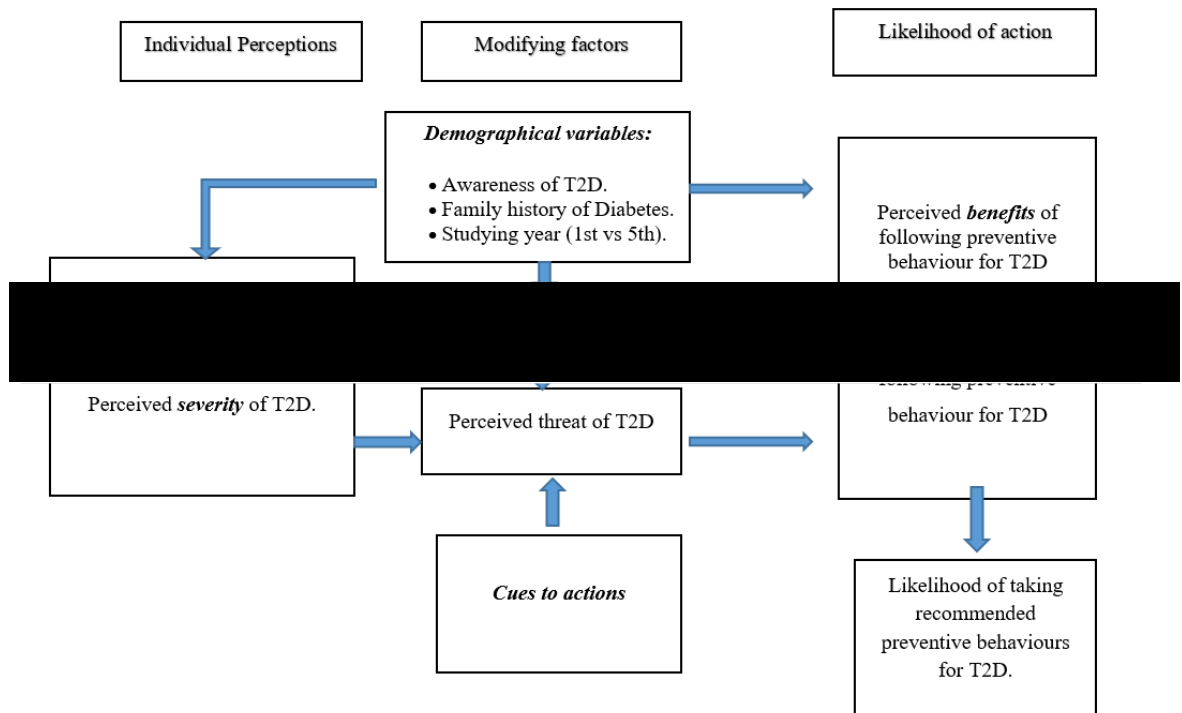 Individual Perceptions
Modifying factors
Likelihood of action
Demographical variables:
• Awareness of T2D.
• Family history of Diabetes.
• Studying year (1st vs 5th).
Perceived benefits of
following preventive
behaviour for T2D
behaviour for T2D
Perceived severity of T2D.
Perceived threat of T2D
Cues to actions
Likelihood of taking
recommended
preventive behaviours
for T2D.